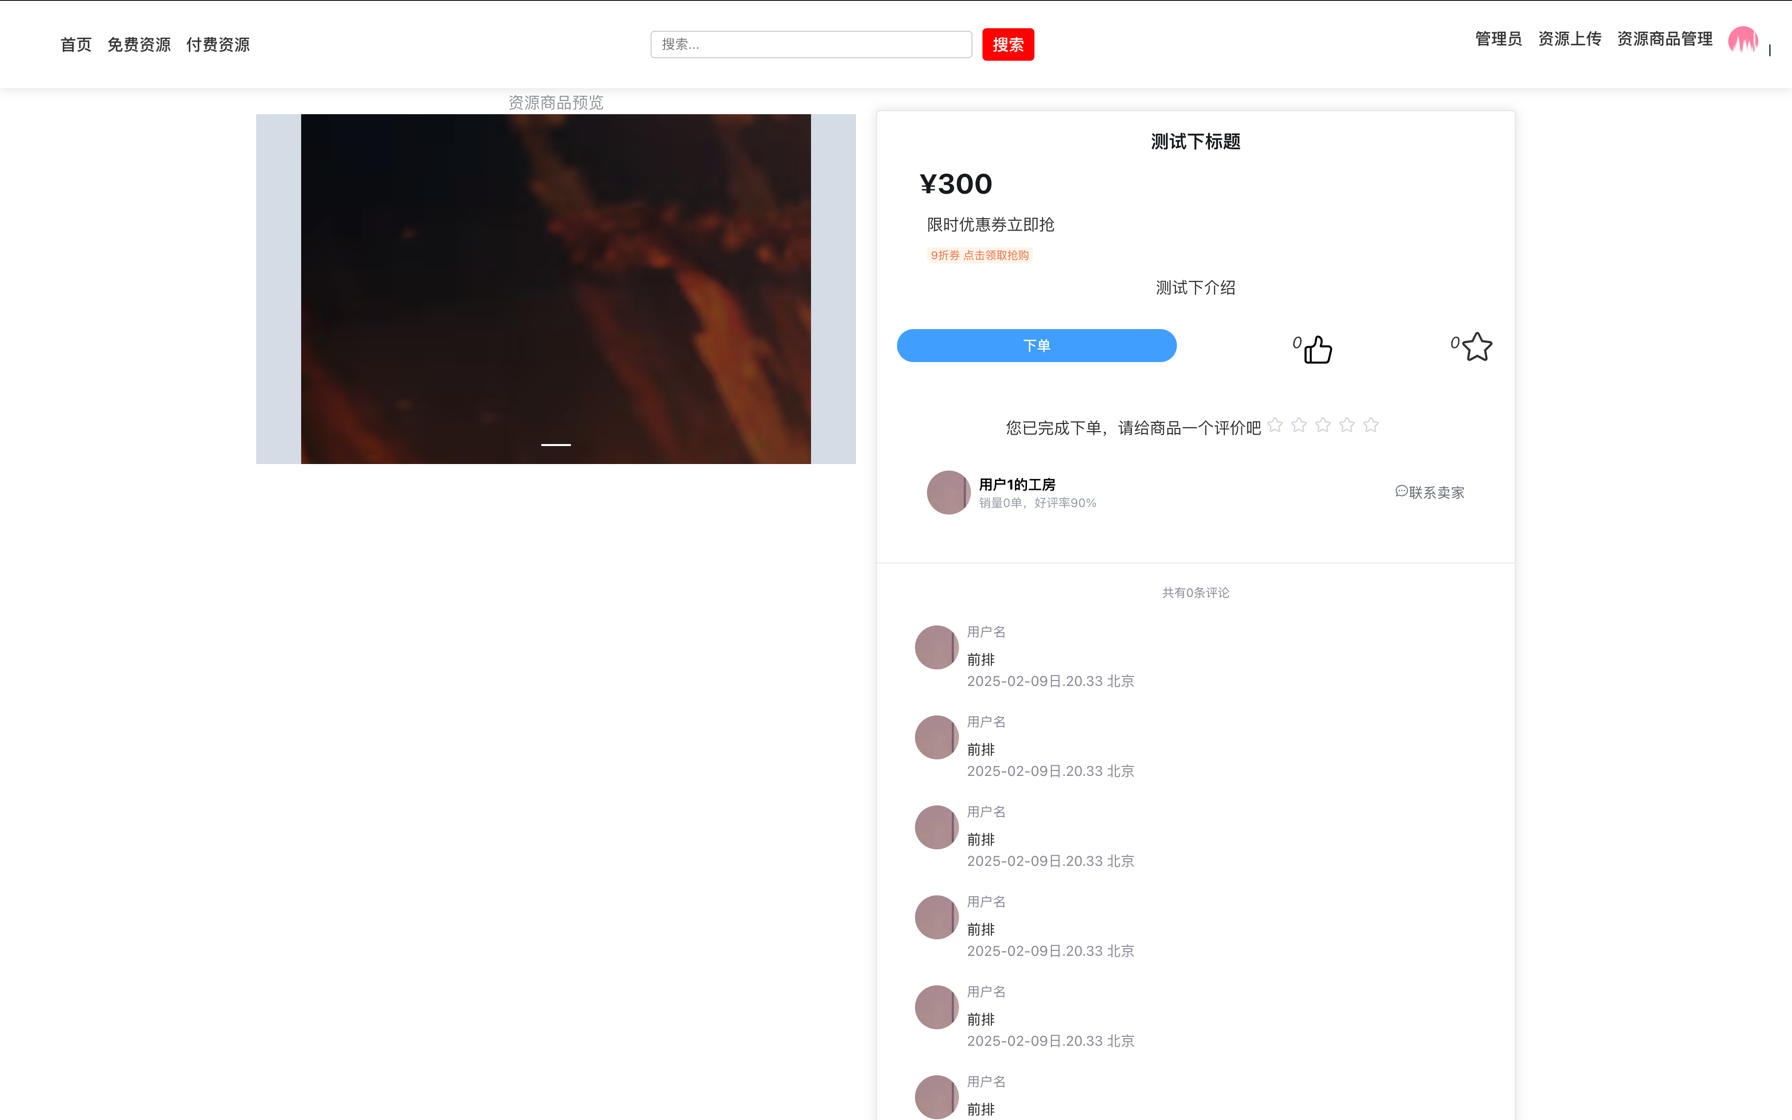 首页 免费资源 付费资源
搜索...
搜索
管理员 资源上传 资源商品管理
资源商品预览
测试下标题
¥300
限时优惠券立即抢
9折券 点击领取抢购
测试下介绍
下单
0
0
您已完成下单，请给商品一个评价吧
用户1的工房
销量0单，好评率90%
联系卖家
共有0条评论
用户名
前排
2025-02-09日.20.33 北京
用户名
前排
2025-02-09日.20.33 北京
用户名
前排
2025-02-09日.20.33 北京
用户名
前排
2025-02-09日.20.33 北京
用户名
前排
2025-02-09日.20.33 北京
用户名
前排